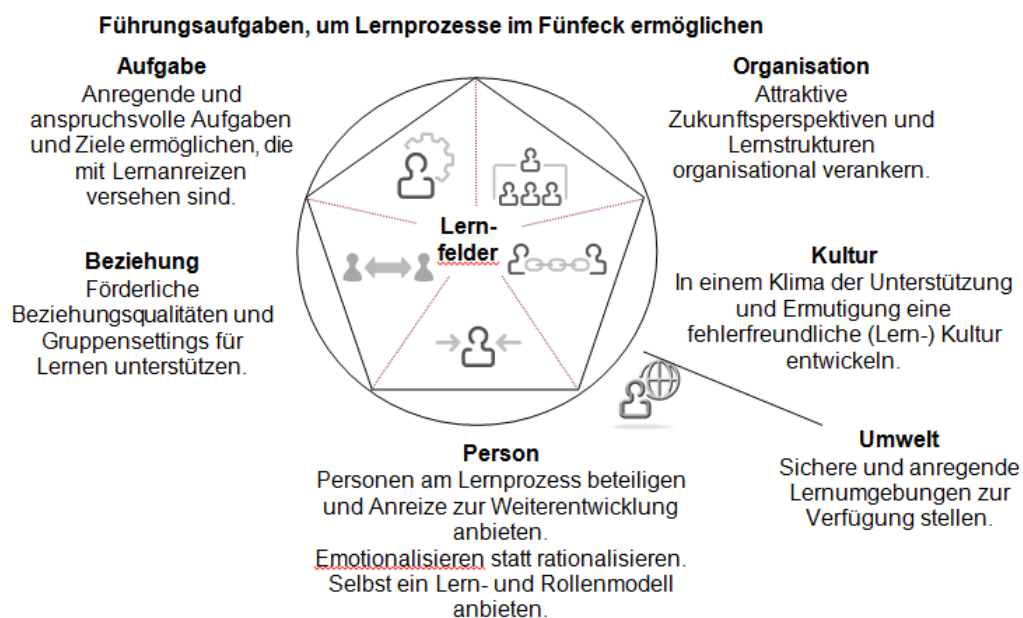 Führungsaufgaben, um Lernprozesse im Fünfeck ermöglichen
Aufgabe
Anregende und
anspruchsvolle Aufgaben
und Ziele ermöglichen, die
mit Lernanreizen
versehen sind.
Organisation
Attraktive
Zukunftsperspektiven und
Lernstrukturen
organisational verankern.
Lern-
felder
Beziehung
Förderliche
Beziehungsqualitäten und
Gruppensettings für
Lernen unterstützen.
Kultur
In einem Klima der Unterstützung
und Ermutigung eine
fehlerfreundliche (Lern-) Kultur
entwickeln.
Person
Personen am Lernprozess beteiligen
und Anreize zur Weiterentwicklung
anbieten.
Emotionalisieren statt rationalisieren.
Selbst ein Lern- und Rollenmodell
anbieten.
Umwelt
Sichere und anregende
Lernumgebungen zur
Verfügung stellen.